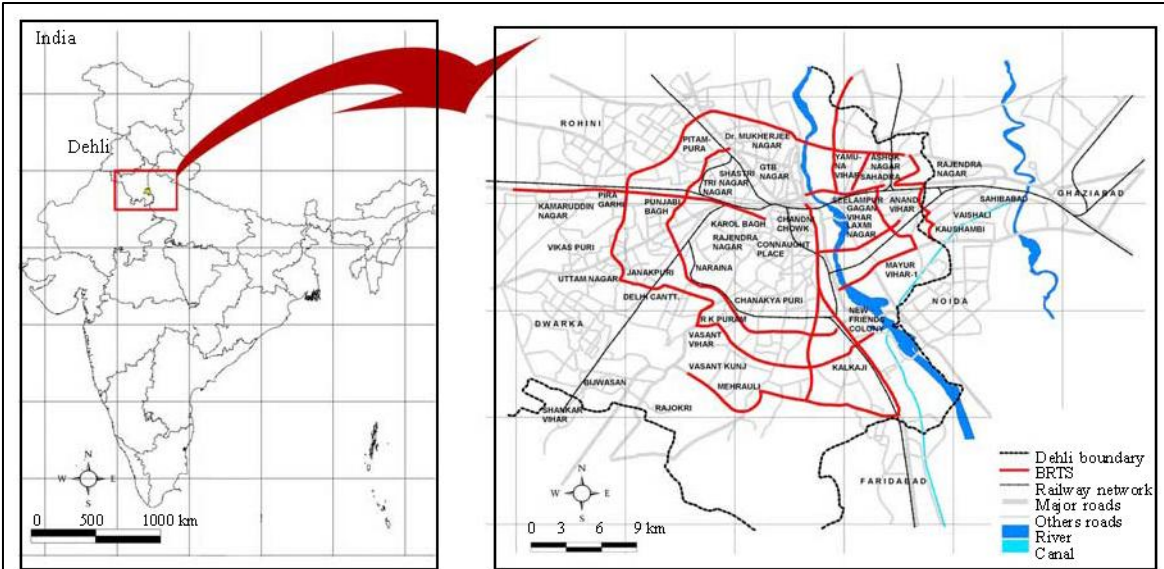 India
Dehli
N
W
E
S
0 500 1000 km
ROHINI
PITAM-
PURA
Dr. MUKHERJEE
NAGAR
GTB
NAGAR
SHASTRI
NAGAR
TRI
NAGAR
YAMU-
NA
VIHAR
ASHOK
NAGAR
SAHADRA
RAJENDRA
NAGAR
GHAZIABAD
PIRA
GARHI
PUNJABI
BAGH
KAMARUDDIN
NAGAR
KAROL BAGH
CHANDNI
CHOWK
SEELAMPUR
GAGAN
VIHAR
LAXMI
NAGAR
ANAND
VIHAR
SAHIBABAD
VAISHALI
KAUSHAMBI
VIKAS PURI
RAJENDRA
NAGAR
CONNAUGHT
PLACE
UTTAM NAGAR
JANAKPURI
NARAINA
MAYUR
VIHAR-1
DELHI CANTT.
CHANAKYA PURI
NOIDA
DWARKA
R K PURAM
NEW
FRIENDS
COLONY
VASANT
VIHAR
VASANT KUNJ
KALKAJI
BIJWASAN
MEHRAULI
SHANKAR
VIHAR
RAJOKRI
FARIDABAD
N
W
E
S
0 3 6 9 km
Dehli boundary
BRTS
Railway network
Major roads
Others roads
River
Canal